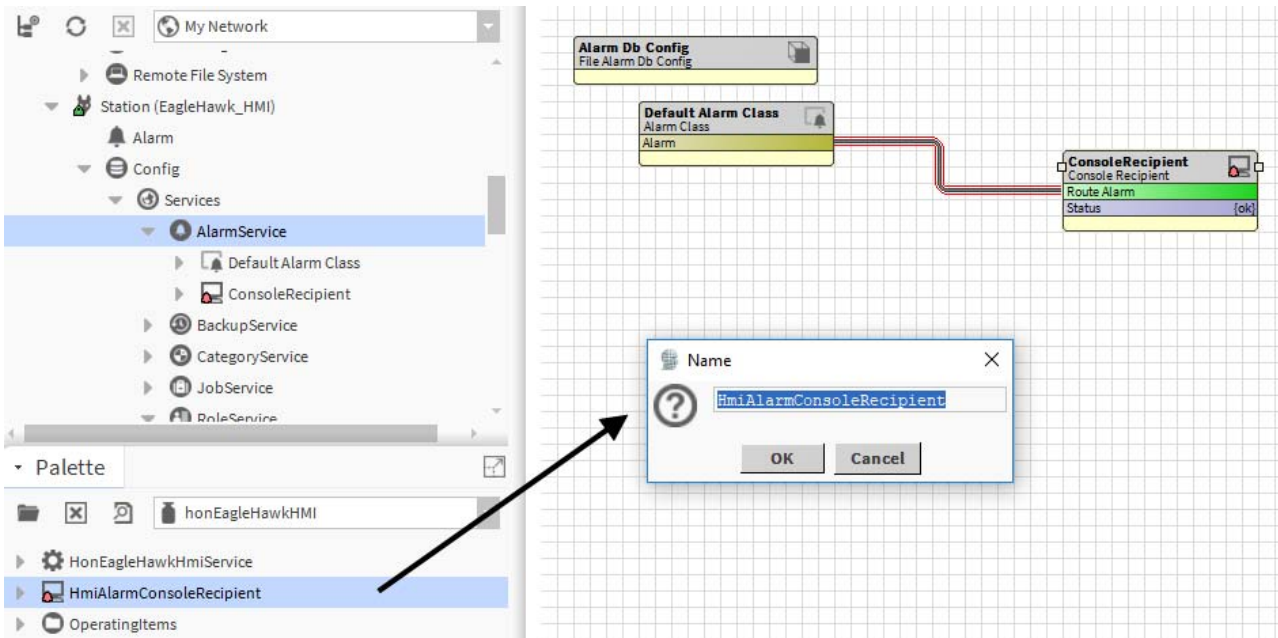 My Network
Remote File System
Station (EagleHawk_HMI)
Alarm
Config
Services
AlarmService
Default Alarm Class
ConsoleRecipient
BackupService
CategoryService
JobService
RoleService
Palette
honEagleHawkHMI
HonEagleHawkHmiService
HmiAlarmConsoleRecipient
OperatingItems
Alarm Db Config
File Alarm Db Config
Default Alarm Class
Alarm Class
Alarm
ConsoleRecipient
Console Recipient
Route Alarm
Status {ok}
Name
HmiAlarmConsoleRecipient
OK Cancel